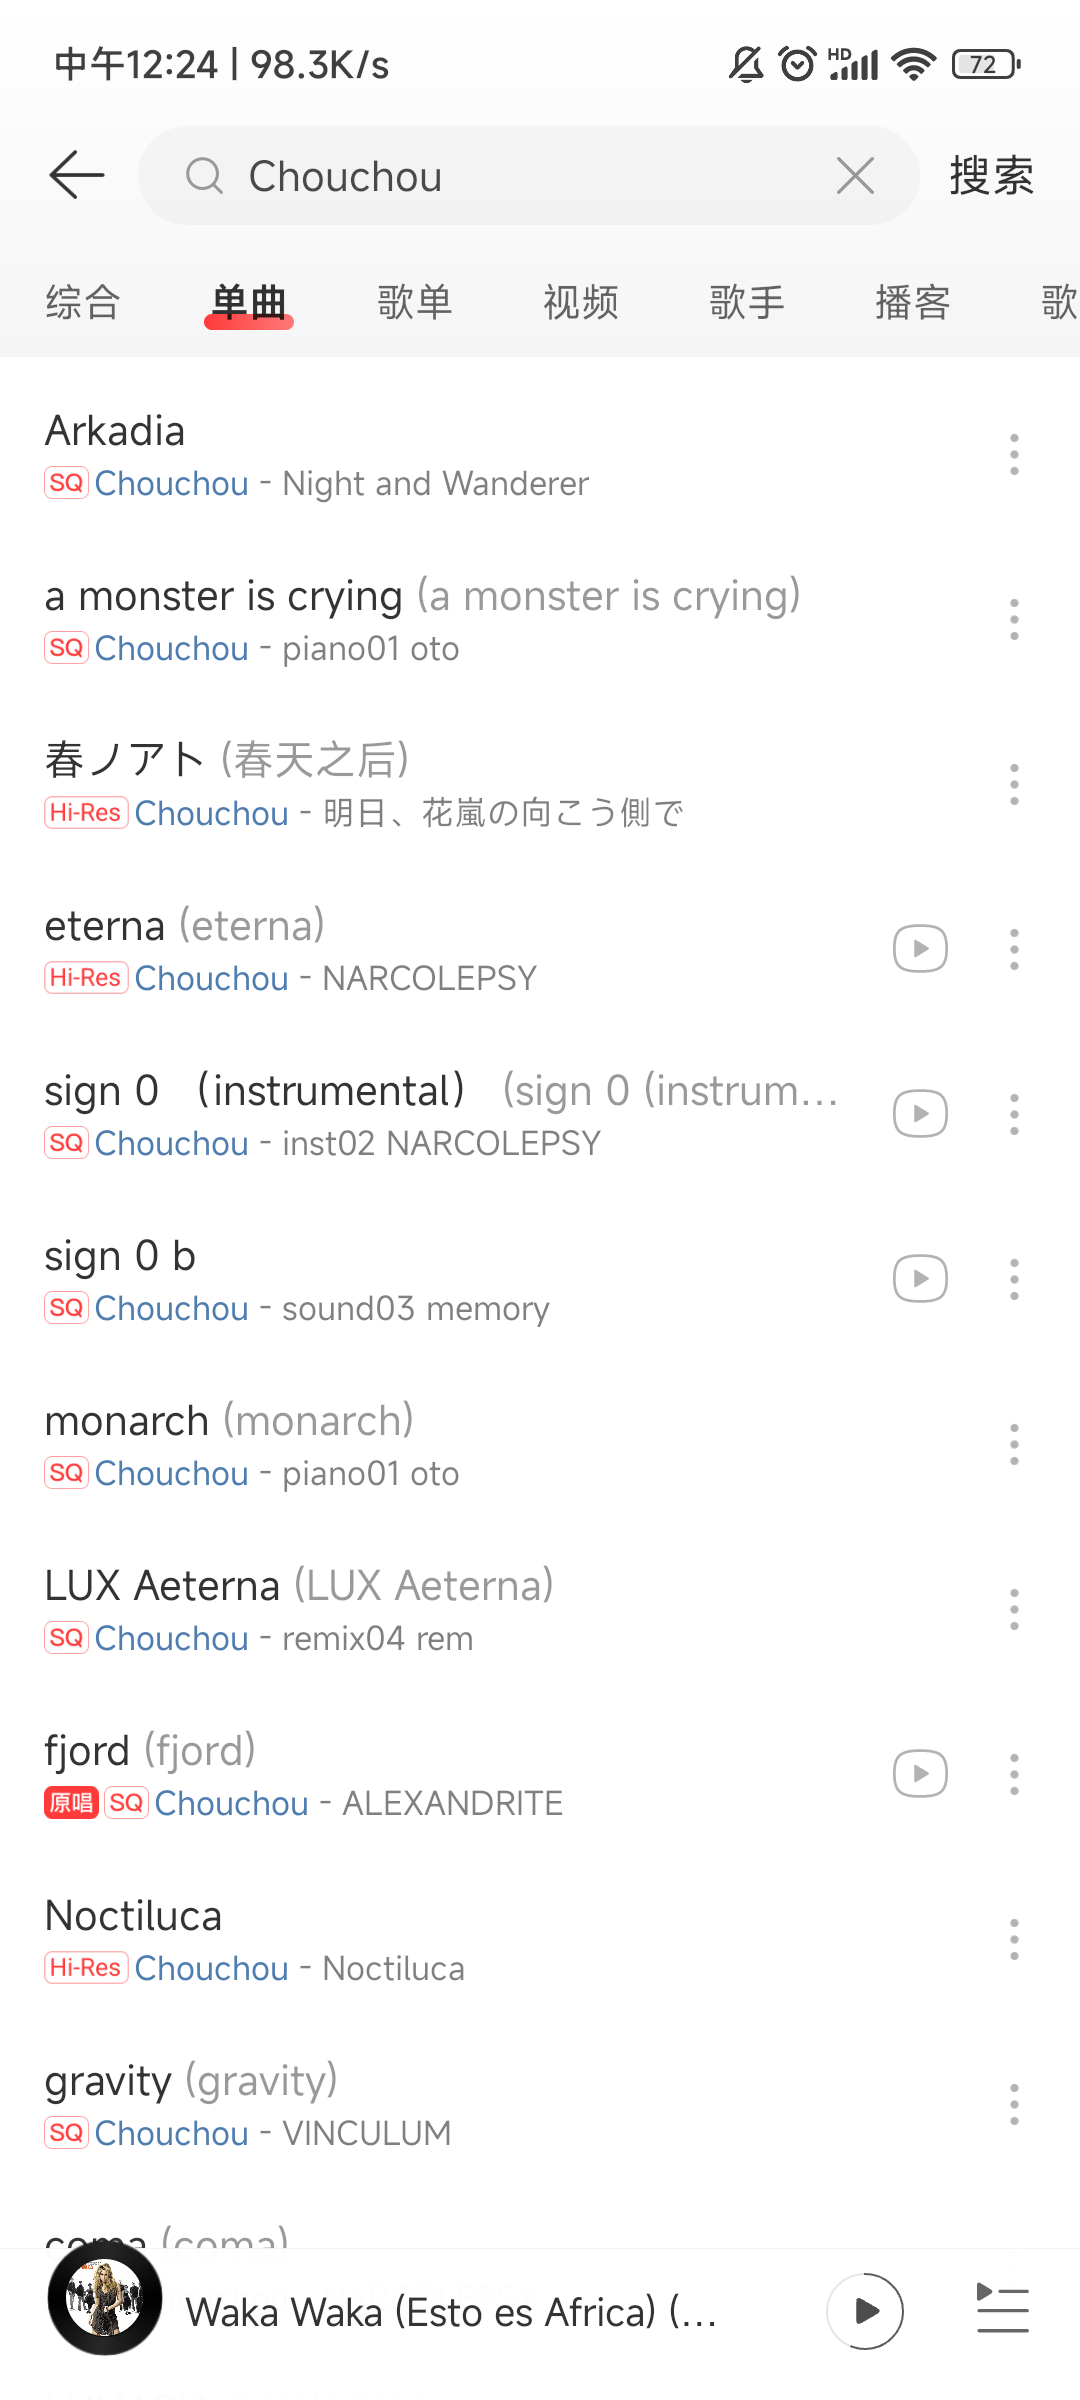 中午12:24 | 98.3K/s HD 72
Chouchou 搜索
综合 单曲 歌单 视频 歌手 播客 歌
Arkadia
SQ Chouchou - Night and Wanderer
a monster is crying (a monster is crying)
SQ Chouchou - piano01 oto
春ノアト (春天之后)
Hi-Res Chouchou - 明日、花嵐の向こう側で
eterna (eterna)
Hi-Res Chouchou - NARCOLEPSY
sign 0 （instrumental） (sign 0 (instrum...
SQ Chouchou - inst02 NARCOLEPSY
sign 0 b
SQ Chouchou - sound03 memory
monarch (monarch)
SQ Chouchou - piano01 oto
LUX Aeterna (LUX Aeterna)
SQ Chouchou - remix04 rem
fjord (fjord)
原唱 SQ Chouchou - ALEXANDRITE
Noctiluca
Hi-Res Chouchou - Noctiluca
gravity (gravity)
SQ Chouchou - VINCULUM
coma (coma)
Waka Waka (Esto es Africa) (...